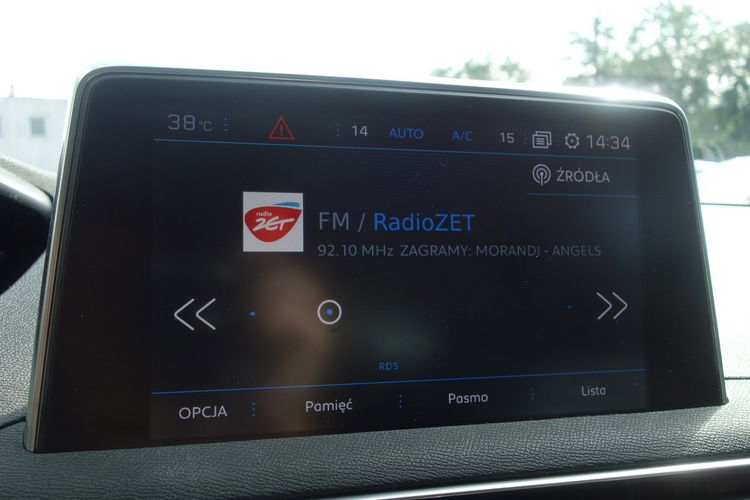 38°C 14 AUTO A/C 15 14:34
ŹRÓDŁA
radio
ZET
FM / RadioZET
92.10 MHz ZAGRAMY: MORANDI - ANGELS
RDS
OPCJA Pamięć Pasmo Lista